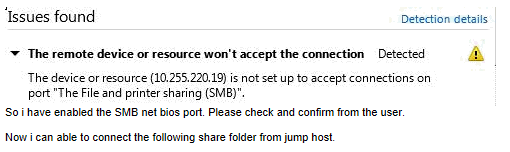 Issues found
Detection details
The remote device or resource won't accept the connection Detected
The device or resource (10.255.220.19) is not set up to accept connections on
port "The File and printer sharing (SMB)".
So i have enabled the SMB net bios port. Please check and confirm from the user.
Now i can able to connect the following share folder from jump host.